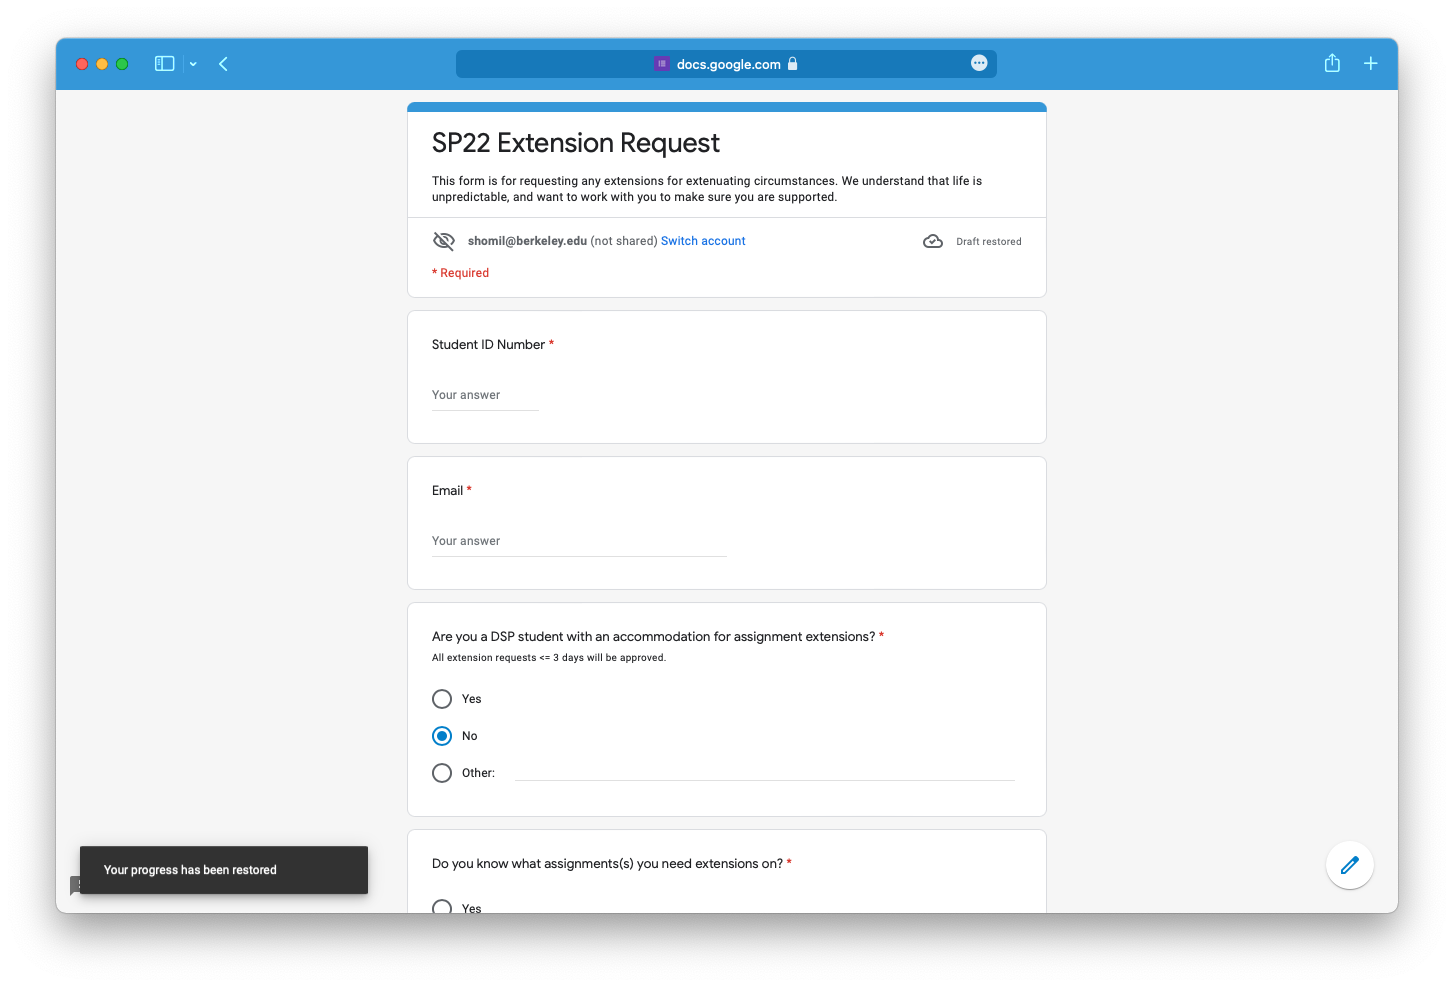 docs.google.com
SP22 Extension Request
This form is for requesting any extensions for extenuating circumstances. We understand that life is
unpredictable, and want to work with you to make sure you are supported.
shomil@berkeley.edu (not shared) Switch account
Draft restored
* Required
Student ID Number *
Your answer
Email *
Your answer
Are you a DSP student with an accommodation for assignment extensions? *
All extension requests <= 3 days will be approved.
Yes
No
Other:
Do you know what assignments(s) you need extensions on? *
Yes
Your progress has been restored